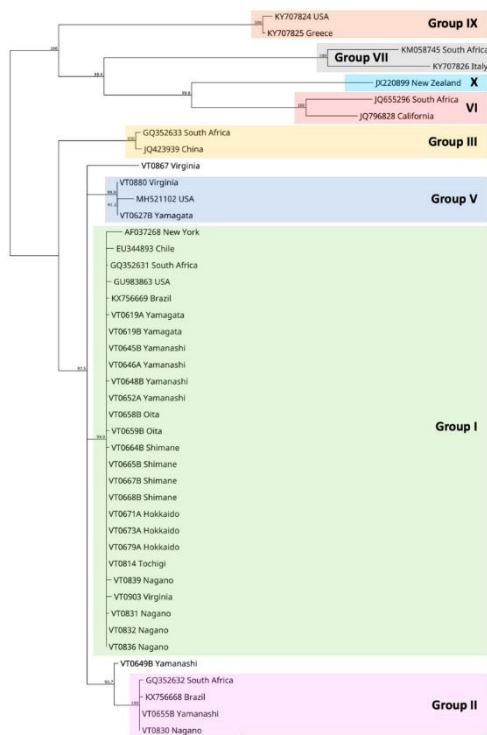 KY707824 USA
Group IX
100
KY707825 Greece
100
KM058745 South Africa
Group VII
100
KY707826 Italy
JX220899 New Zealand
X
JQ655296 South Africa
VI
JQ796828 California
GQ352633 South Africa
Group III
JQ423939 China
VT0867 Virginia
VT0880 Virginia
MH521102 USA
Group V
VT0627B Yamagata
AF037268 New York
EU344893 Chile
GQ352631 South Africa
GU983863 USA
KX756669 Brazil
VT0619A Yamagata
VT0619B Yamagata
VT0645B Yamanashi
VT0646A Yamanashi
VT0648B Yamanashi
VT0652A Yamanashi
VT0658B Oita
VT0659B Oita
Group I
VT0664B Shimane
VT0665B Shimane
VT0667B Shimane
VT0668B Shimane
VT0671A Hokkaido
VT0673A Hokkaido
VT0679A Hokkaido
VT0814 Tochigi
VT0839 Nagano
VT0903 Virginia
VT0831 Nagano
VT0832 Nagano
VT0836 Nagano
VT0649B Yamanashi
GQ352632 South Africa
KX756668 Brazil
Group II
VT0655B Yamanashi
VT0830 Nagano